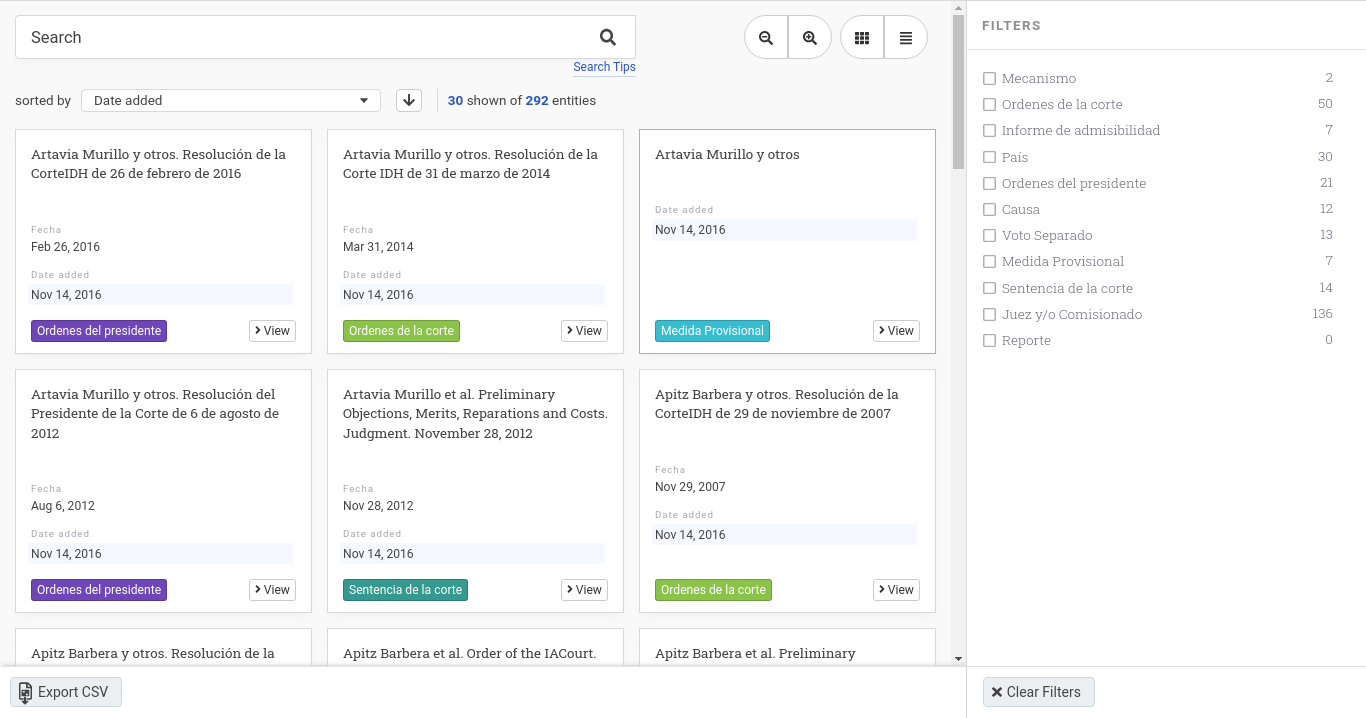 Search
Search Tips
sorted by
Date added
30 shown of 292 entities
Artavia Murillo y otros. Resolución de la
CorteIDH de 26 de febrero de 2016
Fecha
Feb 26, 2016
Date added
Nov 14, 2016
Ordenes del presidente
View
Artavia Murillo y otros. Resolución de la
Corte IDH de 31 de marzo de 2014
Fecha
Mar 31, 2014
Date added
Nov 14, 2016
Ordenes de la corte
View
Artavia Murillo y otros
Date added
Nov 14, 2016
Medida Provisional
View
Artavia Murillo y otros. Resolución del
Presidente de la Corte de 6 de agosto de
2012
Fecha
Aug 6, 2012
Date added
Nov 14, 2016
Ordenes del presidente
View
Artavia Murillo et al. Preliminary
Objections, Merits, Reparations and Costs.
Judgment. November 28, 2012
Fecha
Nov 28, 2012
Date added
Nov 14, 2016
Sentencia de la corte
View
Apitz Barbera y otros. Resolución de la
CorteIDH de 29 de noviembre de 2007
Fecha
Nov 29, 2007
Date added
Nov 14, 2016
Ordenes de la corte
View
Apitz Barbera y otros. Resolución de la
Apitz Barbera et al. Order of the IACourt.
Apitz Barbera et al. Preliminary
Export CSV
FILTERS
Mecanismo 2
Ordenes de la corte 50
Informe de admisibilidad 7
País 30
Ordenes del presidente 21
Causa 12
Voto Separado 13
Medida Provisional 7
Sentencia de la corte 14
Juez y/o Comisionado 136
Reporte 0
Clear Filters